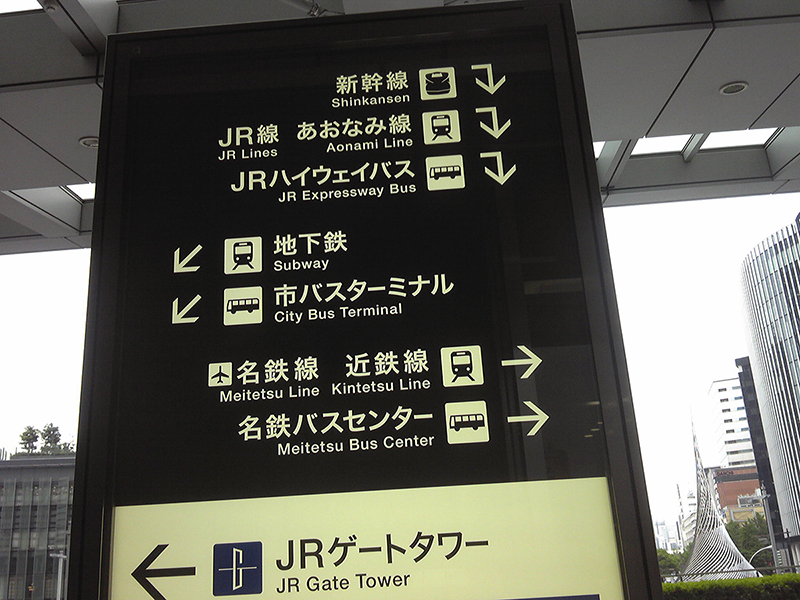 新幹線
Shinkansen
JR線 あおなみ線
JR Lines Aonami Line
JRハイウェイバス
JR Expressway Bus
地下鉄
Subway
市バスターミナル
City Bus Terminal
名鉄線 近鉄線
Meitetsu Line Kintetsu Line
名鉄バスセンター
Meitetsu Bus Center
JRゲートタワー
JR Gate Tower